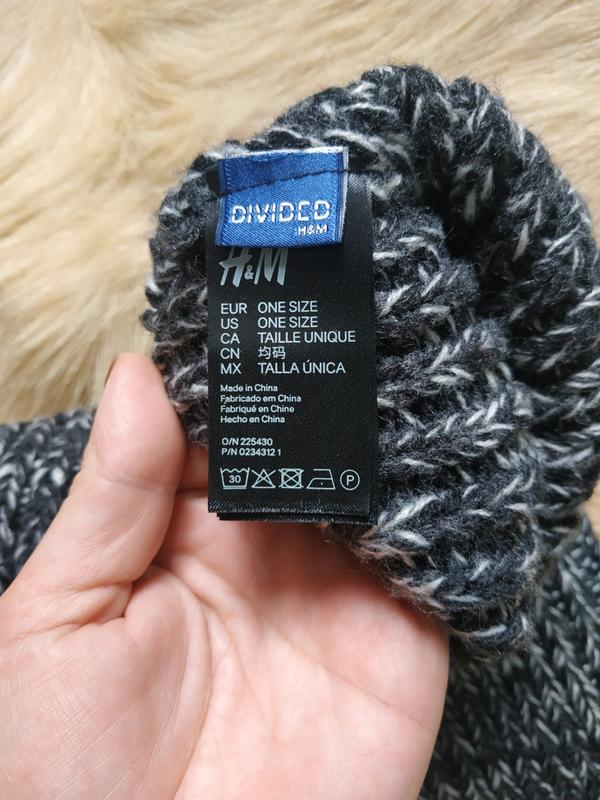 DIVIDED
H&M
H&M
EUR ONE SIZE
US ONE SIZE
CA TAILLE UNIQUE
CN 均码
MX TALLA ÚNICA
Made in China
Fabricado em China
Fabriqué en Chine
Hecho en China
O/N 225430
P/N 0234312 1
30
P